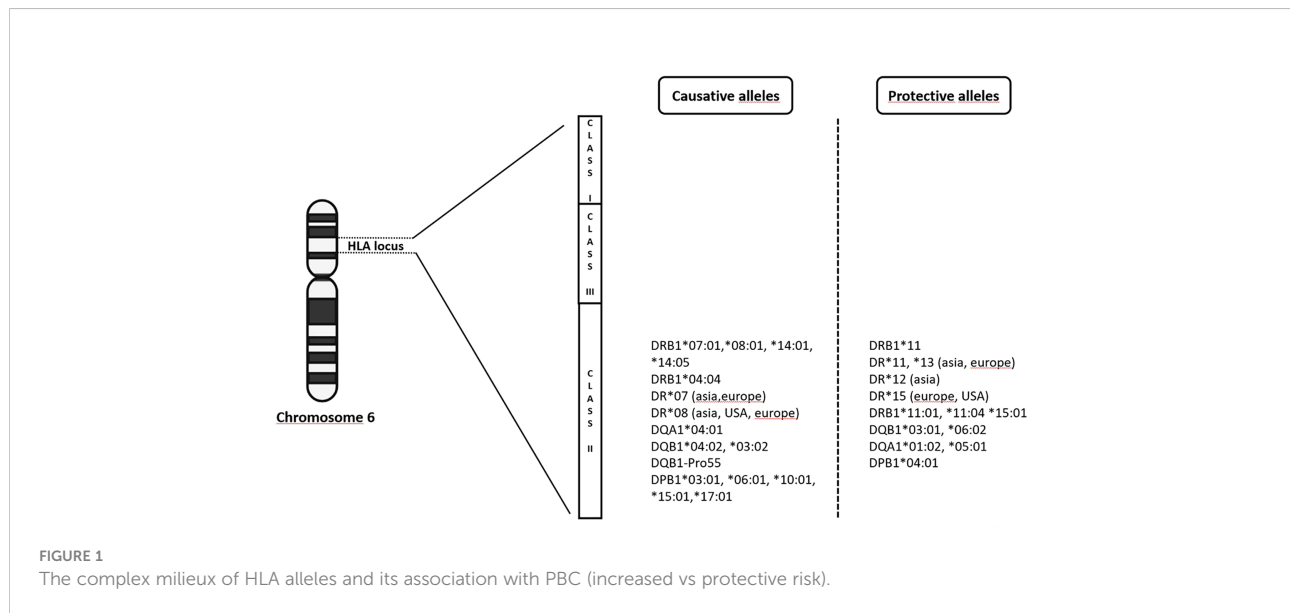 Causative alleles
Protective alleles
CLASS I
CLASS III
CLASS II
HLA locus
Chromosome 6
DRB1*07:01,*08:01, *14:01,
*14:05
DRB1*04:04
DR*07 (asia,europe)
DR*08 (asia, USA, europe)
DQA1*04:01
DQB1*04:02, *03:02
DQB1-Pro55
DPB1*03:01, *06:01, *10:01,
*15:01,*17:01
DRB1*11
DR*11, *13 (asia, europe)
DR*12 (asia)
DR*15 (europe, USA)
DRB1*11:01, *11:04 *15:01
DQB1*03:01, *06:02
DQA1*01:02, *05:01
DPB1*04:01
FIGURE 1
The complex milieux of HLA alleles and its association with PBC (increased vs protective risk).